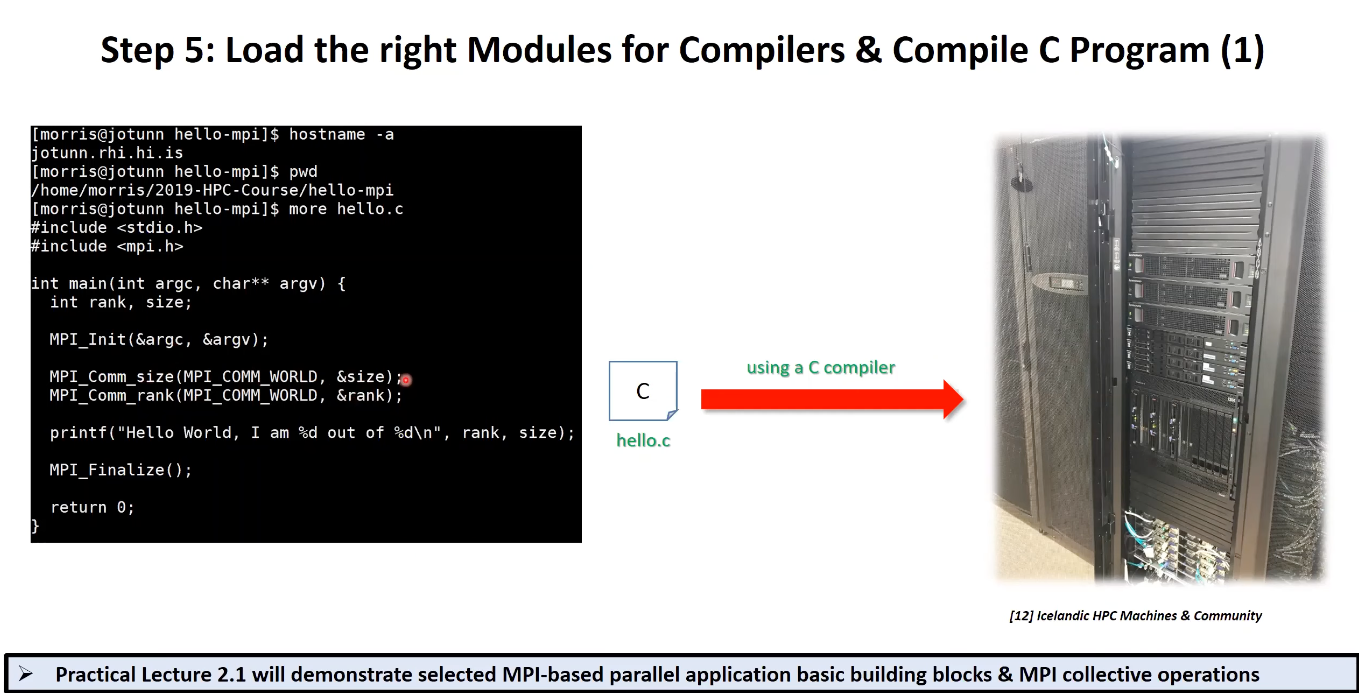 Step 5: Load the right Modules for Compilers & Compile C Program (1)
[morris@jotunn hello-mpi]$ hostname -a
jotunn.rhi.hi.is
[morris@jotunn hello-mpi]$ pwd
/home/morris/2019-HPC-Course/hello-mpi
[morris@jotunn hello-mpi]$ more hello.c
#include <stdio.h>
#include <mpi.h>
int main(int argc, char** argv) {
int rank, size;
MPI_Init(&argc, &argv);
MPI_Comm_size(MPI_COMM_WORLD, &size);
MPI_Comm_rank(MPI_COMM_WORLD, &rank);
printf("Hello World, I am %d out of %d\n", rank, size);
MPI_Finalize();
return 0;
}
C
hello.c
using a C compiler
[12] Icelandic HPC Machines & Community
Practical Lecture 2.1 will demonstrate selected MPI-based parallel application basic building blocks & MPI collective operations